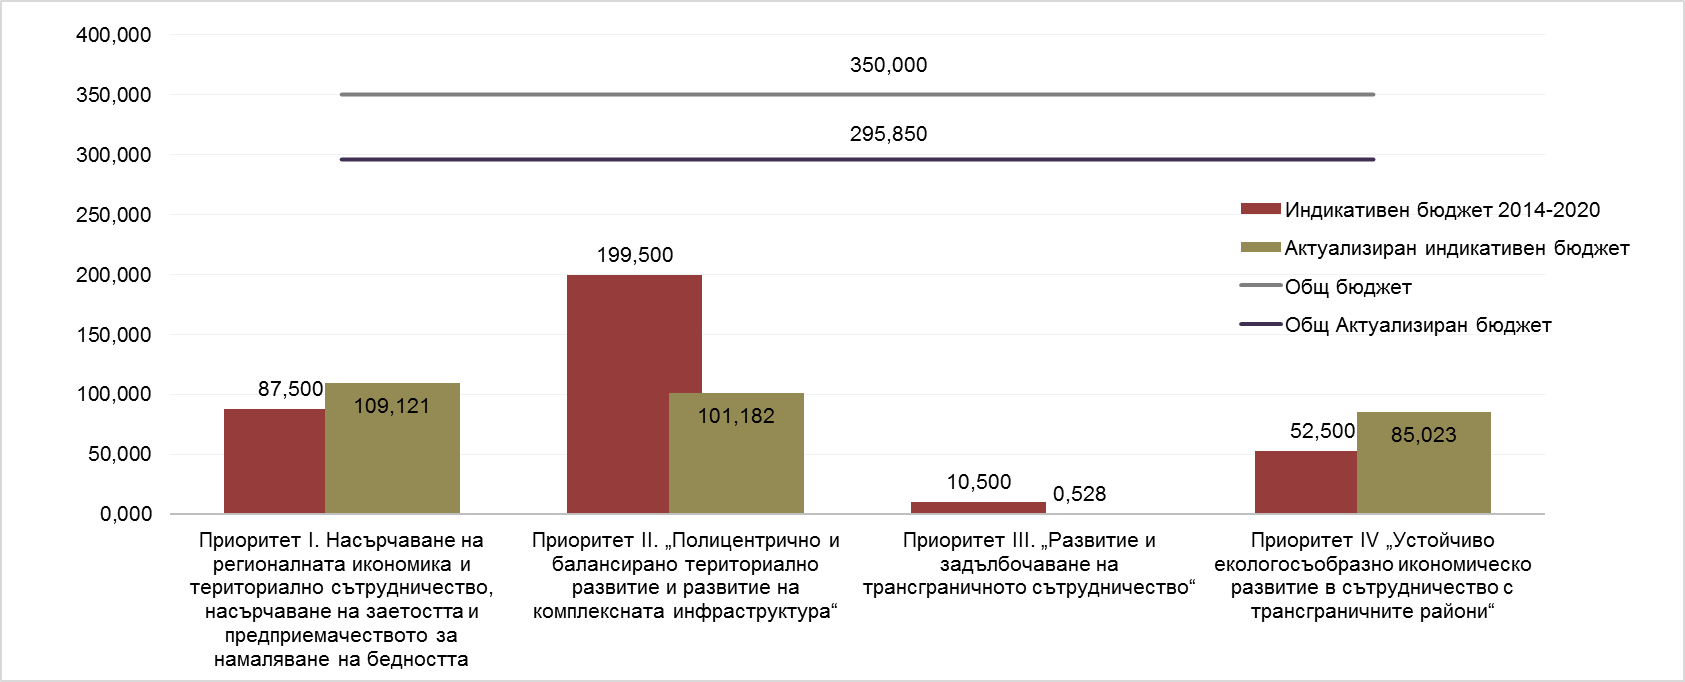 400,000
350,000
300,000
250,000
200,000
150,000
100,000
50,000
0,000
350,000
295,850
87,500
109,121
199,500
101,182
10,500
0,528
52,500
85,023
Индикативен бюджет 2014-2020
Актуализиран индикативен бюджет
Общ бюджет
Общ Актуализиран бюджет
Приоритет I. Насърчаване на
регионалната икономика и
териториално сътрудничество,
насърчаване на заетостта и
предприемачеството за
намаляване на бедността
Приоритет II. „Полицентрично и
балансирано териториално
развитие и развитие на
комплексната инфраструктура“
Приоритет III. „Развитие и
задълбочаване на
трансграничното сътрудничество“
Приоритет IV „Устойчиво
екологосъобразно икономическо
развитие в сътрудничество с
трансграничните райони“